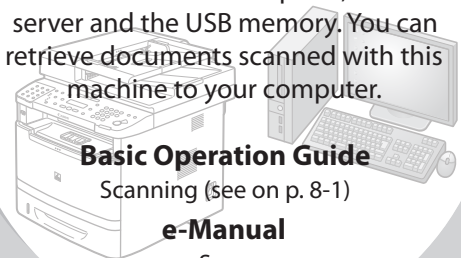 server and the USB memory. You can
retrieve documents scanned with this
machine to your computer.
Basic Operation Guide
Scanning (see on p. 8-1)
e-Manual